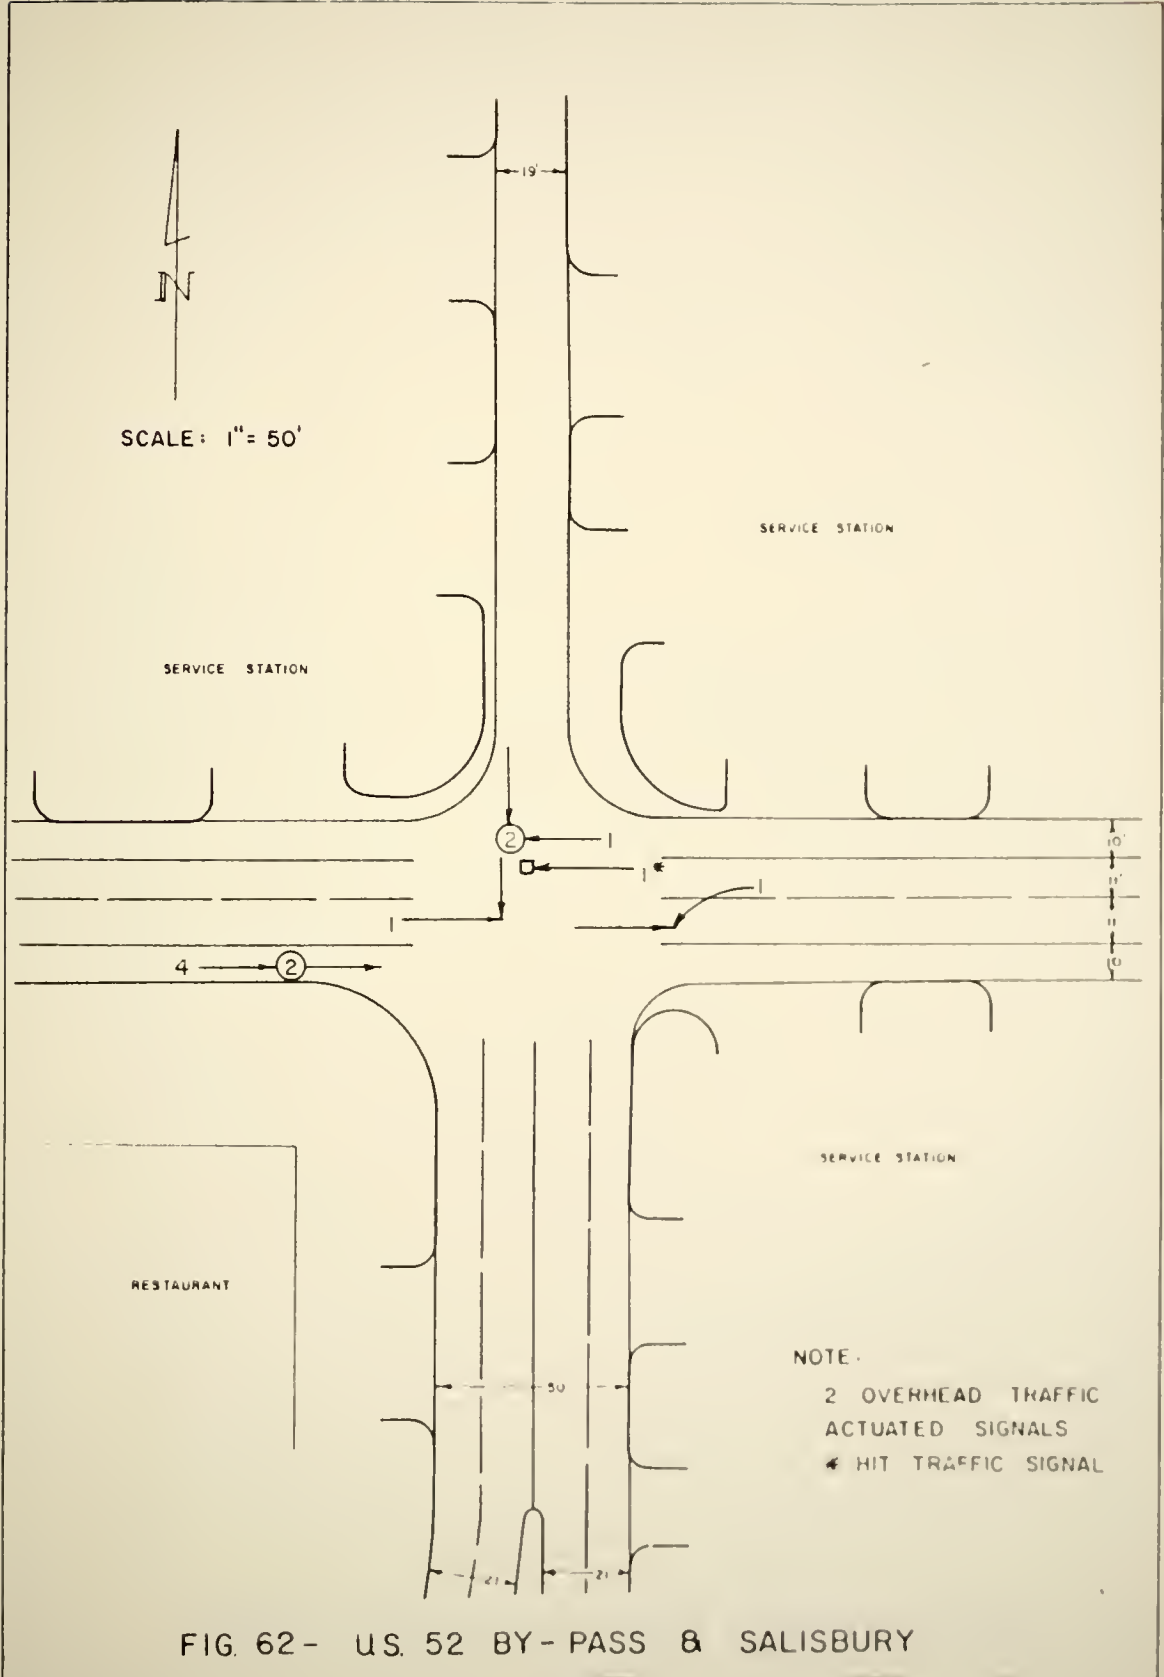 19'
N
SCALE: 1"= 50'
SERVICE STATION
SERVICE STATION
2
1
10'
1 *
11'
1
1
11
4
2
10
SERVICE STATION
RESTAURANT
NOTE.
50
2 OVERHEAD TRAFFIC
ACTUATED SIGNALS
* HIT TRAFFIC SIGNAL
21
21
FIG. 62- U.S. 52 BY-PASS & SALISBURY